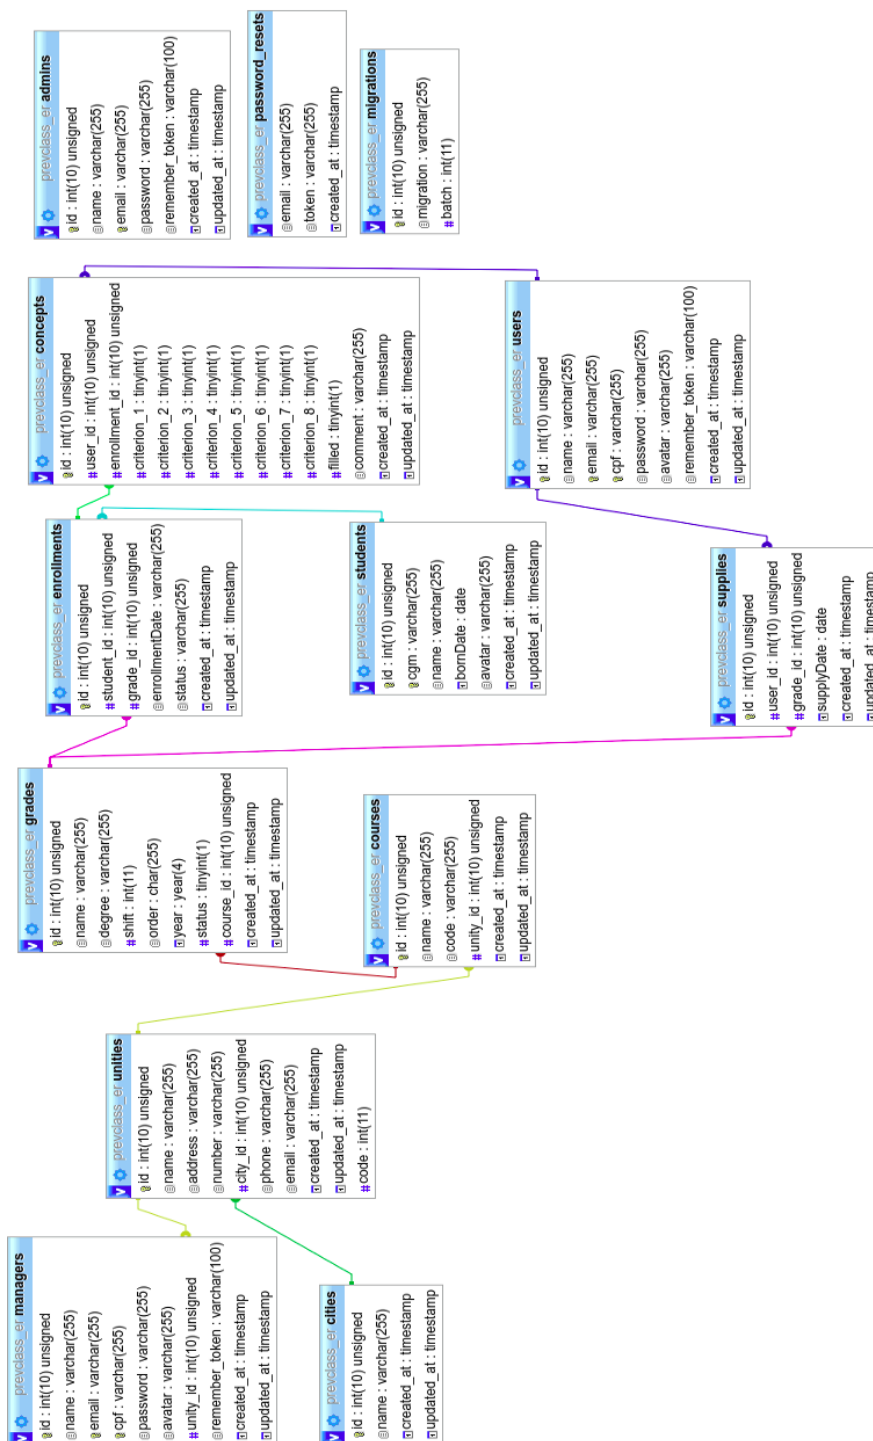 prevclass_er managers
id : int(10) unsigned
name : varchar(255)
email : varchar(255)
cpf : varchar(255)
password : varchar(255)
avatar : varchar(255)
unity_id : int(10) unsigned
remember_token : varchar(100)
created_at : timestamp
updated_at : timestamp
prevclass_er cities
id : int(10) unsigned
name : varchar(255)
created_at : timestamp
updated_at : timestamp
prevclass_er unities
id : int(10) unsigned
name : varchar(255)
address : varchar(255)
number : varchar(255)
city_id : int(10) unsigned
phone : varchar(255)
email : varchar(255)
created_at : timestamp
updated_at : timestamp
code : int(11)
prevclass_er grades
id : int(10) unsigned
name : varchar(255)
degree : varchar(255)
shift : int(11)
order : char(255)
year : year(4)
status : tinyint(1)
course_id : int(10) unsigned
created_at : timestamp
updated_at : timestamp
prevclass_er courses
id : int(10) unsigned
name : varchar(255)
code : varchar(255)
unity_id : int(10) unsigned
created_at : timestamp
updated_at : timestamp
prevclass_er enrollments
id : int(10) unsigned
student_id : int(10) unsigned
grade_id : int(10) unsigned
enrollmentDate : varchar(255)
status : varchar(255)
created_at : timestamp
updated_at : timestamp
prevclass_er students
id : int(10) unsigned
cgm : varchar(255)
name : varchar(255)
bornDate : date
avatar : varchar(255)
created_at : timestamp
updated_at : timestamp
prevclass_er supplies
id : int(10) unsigned
user_id : int(10) unsigned
grade_id : int(10) unsigned
supplyDate : date
created_at : timestamp
updated_at : timestamp
prevclass_er concepts
id : int(10) unsigned
user_id : int(10) unsigned
enrollment_id : int(10) unsigned
criterion_1 : tinyint(1)
criterion_2 : tinyint(1)
criterion_3 : tinyint(1)
criterion_4 : tinyint(1)
criterion_5 : tinyint(1)
criterion_6 : tinyint(1)
criterion_7 : tinyint(1)
criterion_8 : tinyint(1)
filled : tinyint(1)
comment : varchar(255)
created_at : timestamp
updated_at : timestamp
prevclass_er users
id : int(10) unsigned
name : varchar(255)
email : varchar(255)
cpf : varchar(255)
password : varchar(255)
avatar : varchar(255)
remember_token : varchar(100)
created_at : timestamp
updated_at : timestamp
prevclass_er admins
id : int(10) unsigned
name : varchar(255)
email : varchar(255)
password : varchar(255)
remember_token : varchar(100)
created_at : timestamp
updated_at : timestamp
prevclass_er password_resets
email : varchar(255)
token : varchar(255)
created_at : timestamp
prevclass_er migrations
id : int(10) unsigned
migration : varchar(255)
batch : int(11)